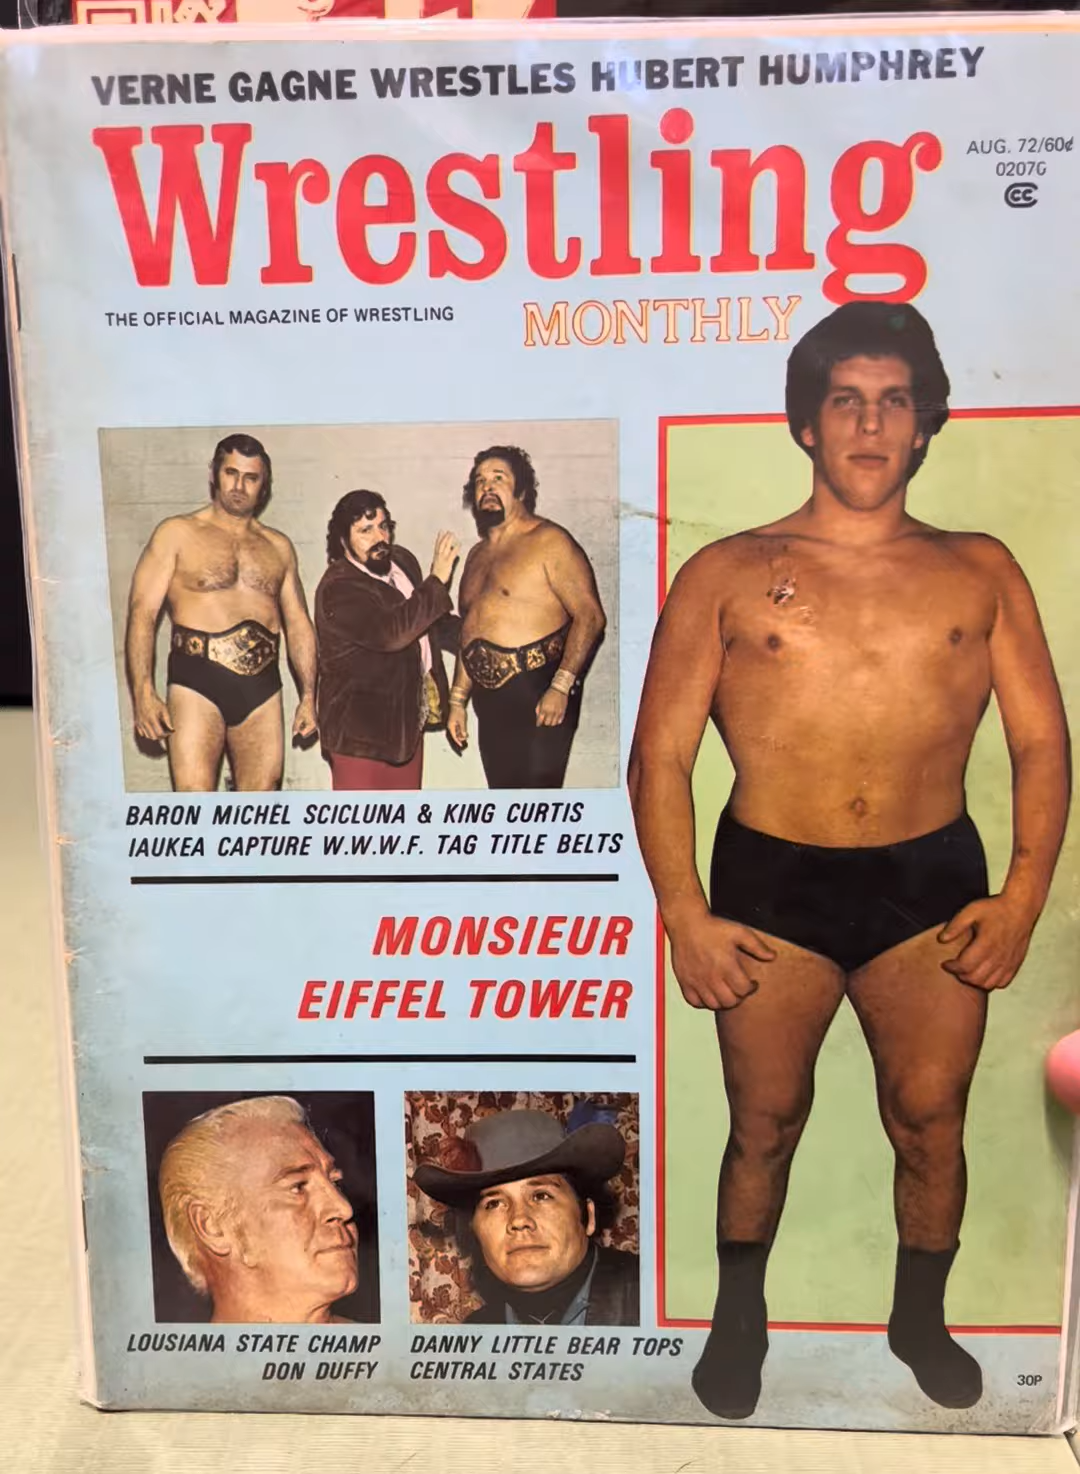 VERNE GAGNE WRESTLES HUBERT HUMPHREY
Wrestling
AUG. 72/60¢
02070
CC
THE OFFICIAL MAGAZINE OF WRESTLING
MONTHLY
BARON MICHEL SCICLUNA & KING CURTIS
IAUKEA CAPTURE W.W.W.F. TAG TITLE BELTS
MONSIEUR
EIFFEL TOWER
LOUSIANA STATE CHAMP
DON DUFFY
DANNY LITTLE BEAR TOPS
CENTRAL STATES
30P